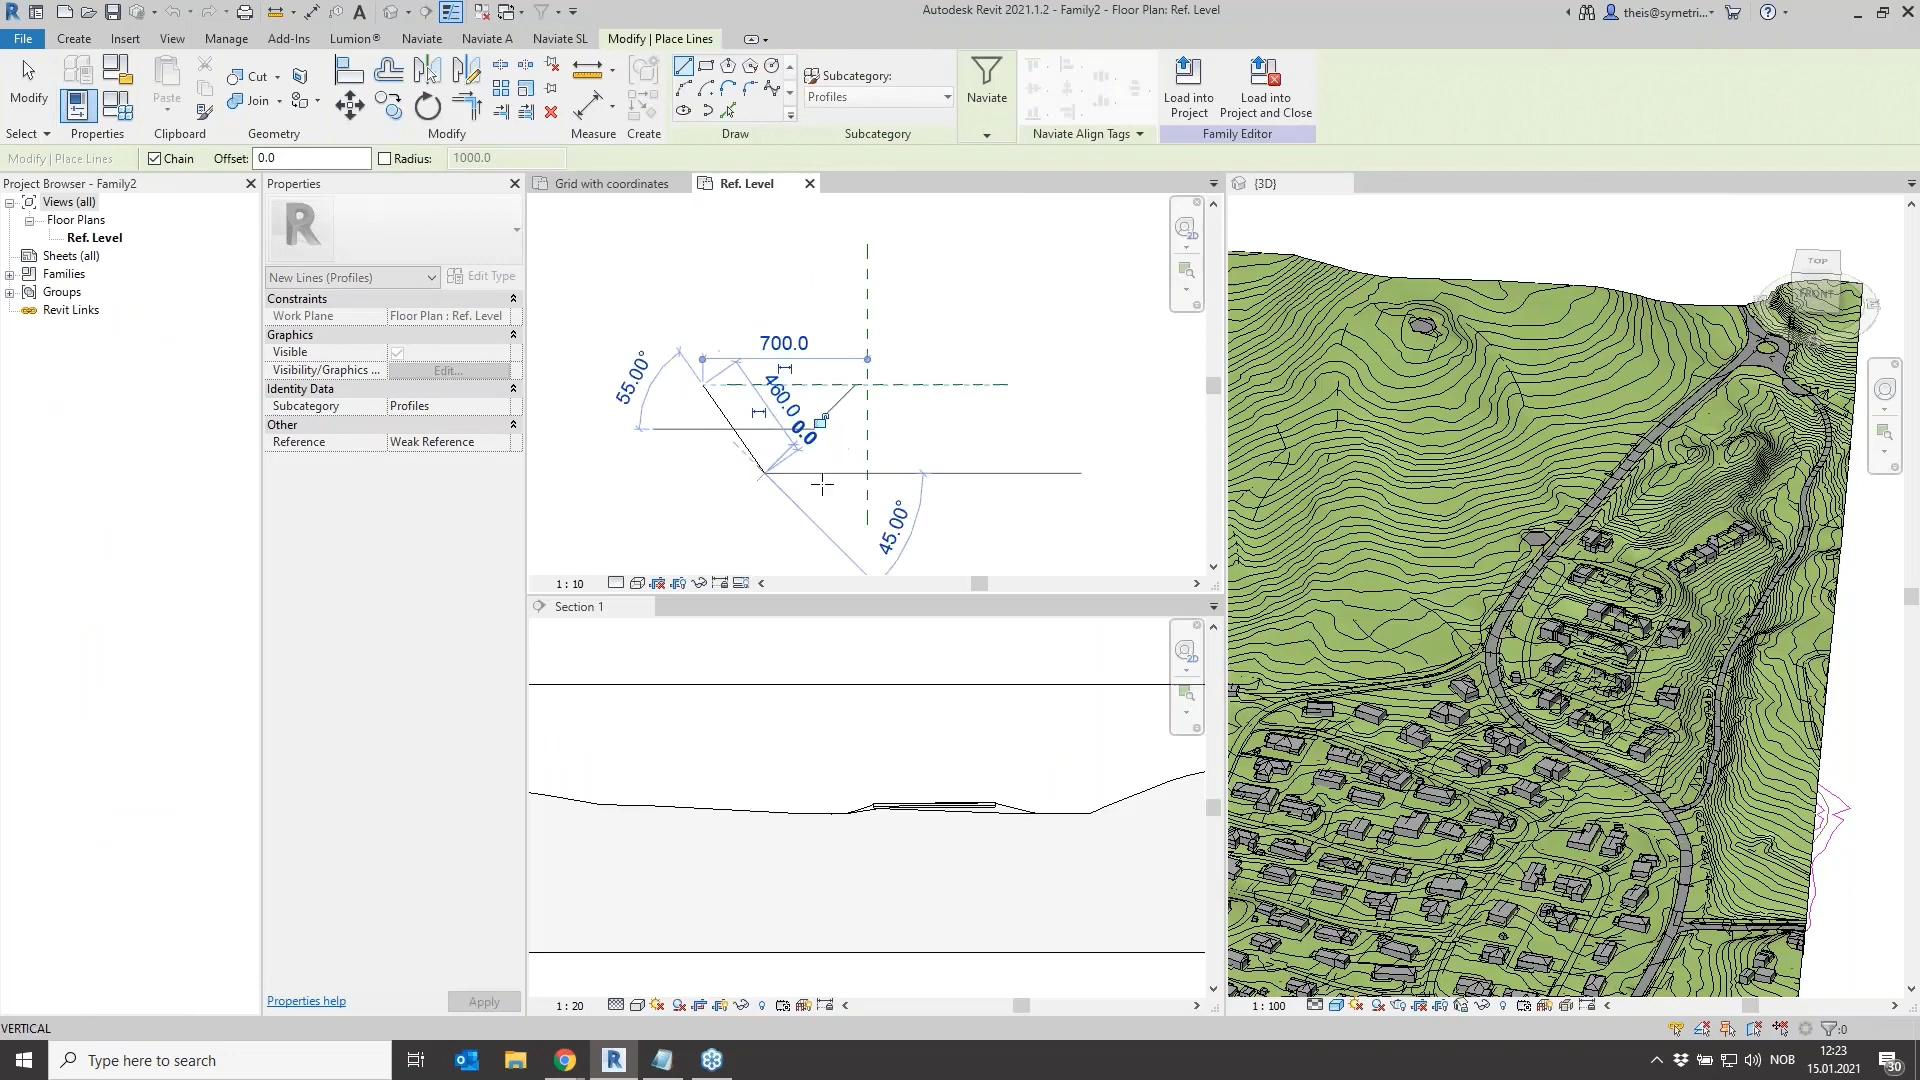 Autodesk Revit 2021.1.2 - Family2 - Floor Plan: Ref. Level
theis@symetri...
File Create Insert View Manage Add-Ins Lumion® Naviate Naviate A Naviate SL Modify | Place Lines
Modify
Select
Properties
Paste
Clipboard
Cut
Join
Geometry
Modify
Measure
Create
Draw
Subcategory:
Profiles
Subcategory
Naviate
Naviate Align Tags
Load into
Project
Load into
Project and Close
Family Editor
Modify | Place Lines Chain Offset: 0.0 Radius: 1000.0
Project Browser - Family2
Views (all)
Floor Plans
Ref. Level
Sheets (all)
Families
Groups
Revit Links
Properties
R
New Lines (Profiles) Edit Type
Constraints
Work Plane Floor Plan : Ref. Level
Graphics
Visible
Visibility/Graphics ... Edit...
Identity Data
Subcategory Profiles
Other
Reference Weak Reference
Properties help Apply
Grid with coordinates Ref. Level
2D
700.0
55.00°
460.0
0.0
45.00°
1 : 10
Section 1
2D
1 : 20
{3D}
TOP
FRONT
1 : 100
VERTICAL
:0
Type here to search
NOB
12:23
15.01.2021
30